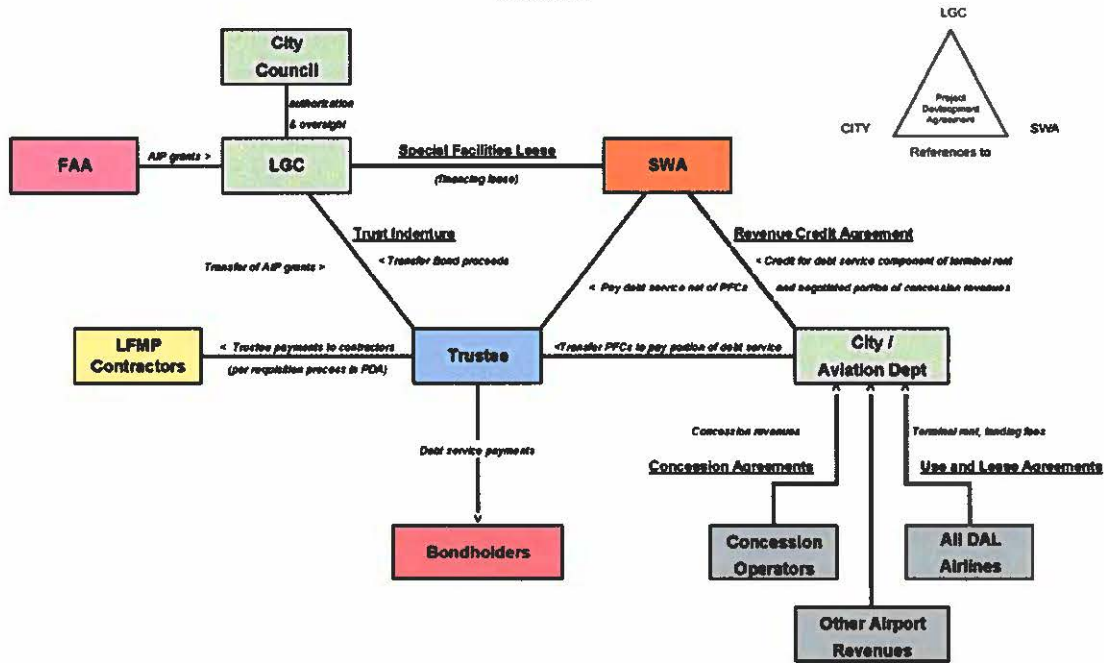 LGC
City
Council
Project
Development
Agreement
CITY
SWA
References to
authorization
& oversight
FAA
AIP grants >
LGC
Special Facilities Lease
(financing lease)
SWA
Trust Indenture
< Transfer Bond proceeds
Transfer of AIP grants >
Revenue Credit Agreement
< Credit for debt service component of terminal rent
and negotiated portion of concession revenues
< Pay debt service net of PFCs
LFMP
Contractors
< Trustee payments to contractors
(per requisition process in PDA)
Trustee
<Transfer PFCs to pay portion of debt service
City /
Aviation Dept
Debt service payments
Concession revenues
Terminal rent, landing fees
Concession Agreements
Use and Lease Agreements
Bondholders
Concession
Operators
All DAL
Airlines
Other Airport
Revenues